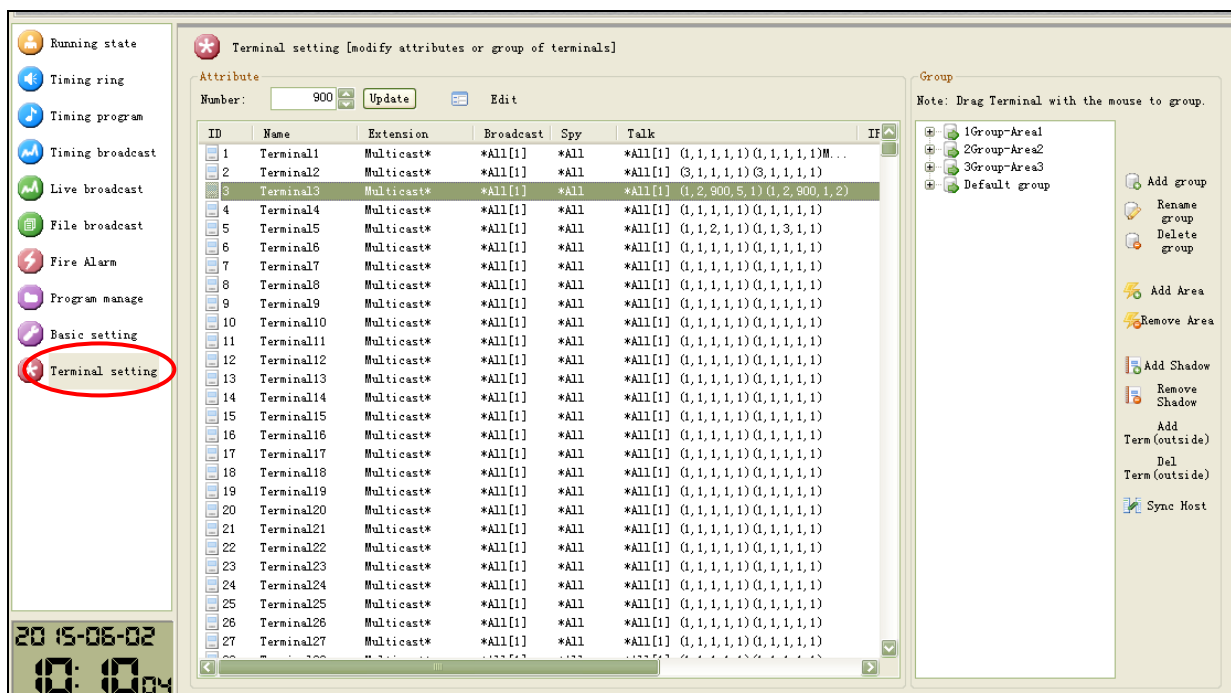 Running state
Timing ring
Timing program
Timing broadcast
Live broadcast
File broadcast
Fire Alarm
Program manage
Basic setting
Terminal setting
2015-06-02
10:10 04
Terminal setting [modify attributes or group of terminals]
Attribute
Number: 900 Update Edit
ID Name Extension Broadcast Spy Talk
1 Terminal1 Multicast* *All[1] *All *All[1] (1,1,1,1,1)(1,1,1,1,1)M...
2 Terminal2 Multicast* *All[1] *All *All[1] (3,1,1,1,1)(3,1,1,1,1)
3 Terminal3 Multicast* *All[1] *All *All[1] (1,2,900,5,1)(1,2,900,1,2)
4 Terminal4 Multicast* *All[1] *All *All[1] (1,1,1,1,1)(1,1,1,1,1)
5 Terminal5 Multicast* *All[1] *All *All[1] (1,1,2,1,1)(1,1,3,1,1)
6 Terminal6 Multicast* *All[1] *All *All[1] (1,1,1,1,1)(1,1,1,1,1)
7 Terminal7 Multicast* *All[1] *All *All[1] (1,1,1,1,1)(1,1,1,1,1)
8 Terminal8 Multicast* *All[1] *All *All[1] (1,1,1,1,1)(1,1,1,1,1)
9 Terminal9 Multicast* *All[1] *All *All[1] (1,1,1,1,1)(1,1,1,1,1)
10 Terminal10 Multicast* *All[1] *All *All[1] (1,1,1,1,1)(1,1,1,1,1)
11 Terminal11 Multicast* *All[1] *All *All[1] (1,1,1,1,1)(1,1,1,1,1)
12 Terminal12 Multicast* *All[1] *All *All[1] (1,1,1,1,1)(1,1,1,1,1)
13 Terminal13 Multicast* *All[1] *All *All[1] (1,1,1,1,1)(1,1,1,1,1)
14 Terminal14 Multicast* *All[1] *All *All[1] (1,1,1,1,1)(1,1,1,1,1)
15 Terminal15 Multicast* *All[1] *All *All[1] (1,1,1,1,1)(1,1,1,1,1)
16 Terminal16 Multicast* *All[1] *All *All[1] (1,1,1,1,1)(1,1,1,1,1)
17 Terminal17 Multicast* *All[1] *All *All[1] (1,1,1,1,1)(1,1,1,1,1)
18 Terminal18 Multicast* *All[1] *All *All[1] (1,1,1,1,1)(1,1,1,1,1)
19 Terminal19 Multicast* *All[1] *All *All[1] (1,1,1,1,1)(1,1,1,1,1)
20 Terminal20 Multicast* *All[1] *All *All[1] (1,1,1,1,1)(1,1,1,1,1)
21 Terminal21 Multicast* *All[1] *All *All[1] (1,1,1,1,1)(1,1,1,1,1)
22 Terminal22 Multicast* *All[1] *All *All[1] (1,1,1,1,1)(1,1,1,1,1)
23 Terminal23 Multicast* *All[1] *All *All[1] (1,1,1,1,1)(1,1,1,1,1)
24 Terminal24 Multicast* *All[1] *All *All[1] (1,1,1,1,1)(1,1,1,1,1)
25 Terminal25 Multicast* *All[1] *All *All[1] (1,1,1,1,1)(1,1,1,1,1)
26 Terminal26 Multicast* *All[1] *All *All[1] (1,1,1,1,1)(1,1,1,1,1)
27 Terminal27 Multicast* *All[1] *All *All[1] (1,1,1,1,1)(1,1,1,1,1)
Group
Note: Drag Terminal with the mouse to group.
1Group-Area1
2Group-Area2
3Group-Area3
Default group
Add group
Rename
group
Delete
group
Add Area
Remove Area
Add Shadow
Remove
Shadow
Add
Term(outside)
Del
Term(outside)
Sync Host